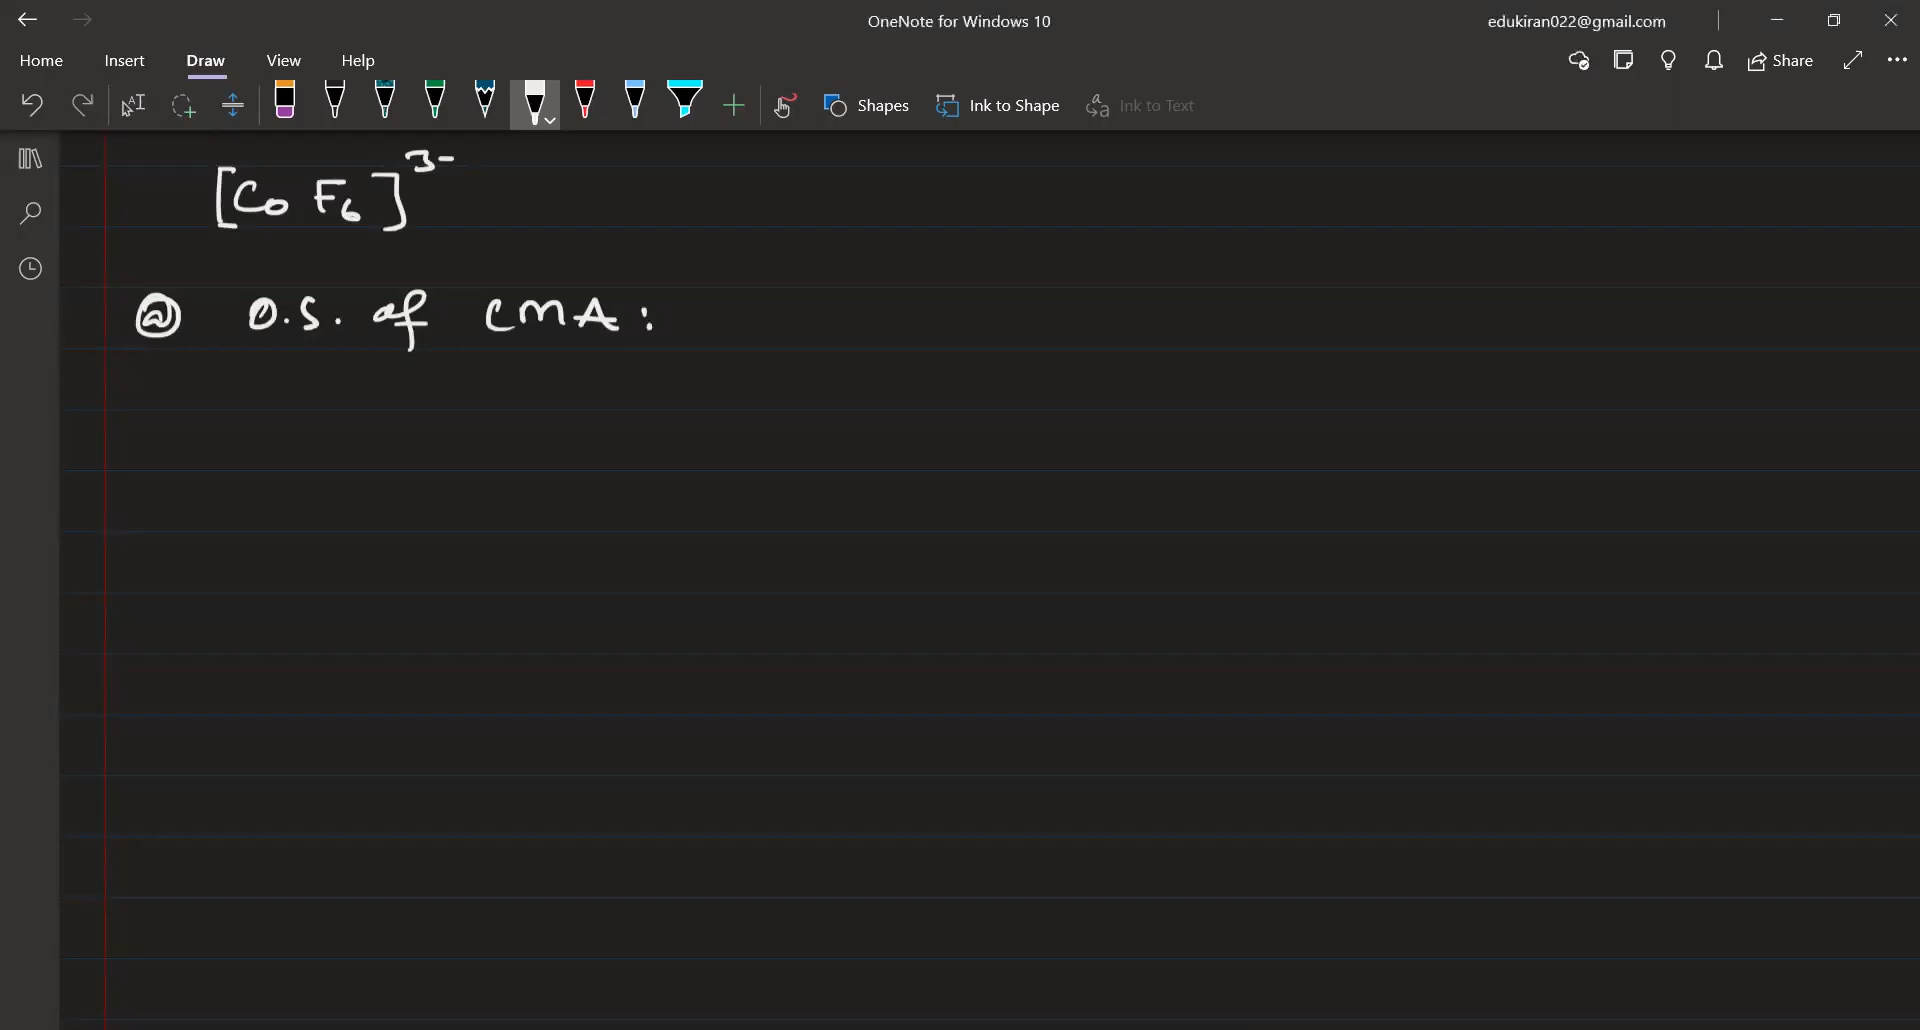 OneNote for Windows 10
edukiran022@gmail.com
Home Insert Draw View Help
Share
Shapes Ink to Shape Ink to Text
[Co F₆]³⁻
ⓐ O.S. of CMA: